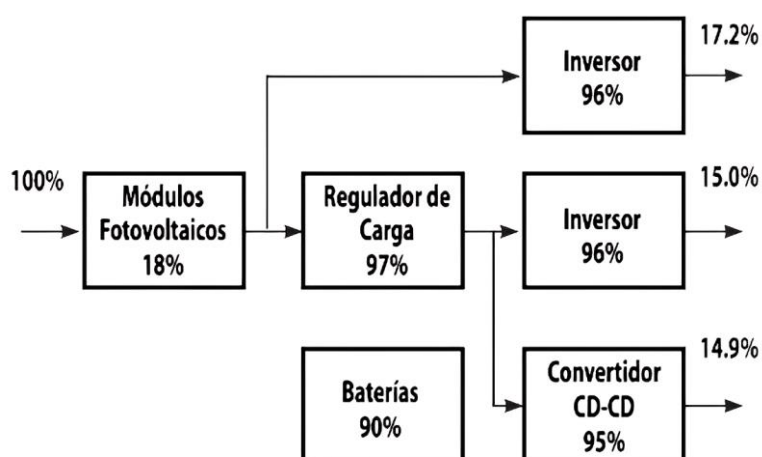 17.2%
Inversor
96%
100%
Módulos
Fotovoltaicos
18%
Regulador de
Carga
97%
15.0%
Inversor
96%
Baterías
90%
14.9%
Convertidor
CD-CD
95%